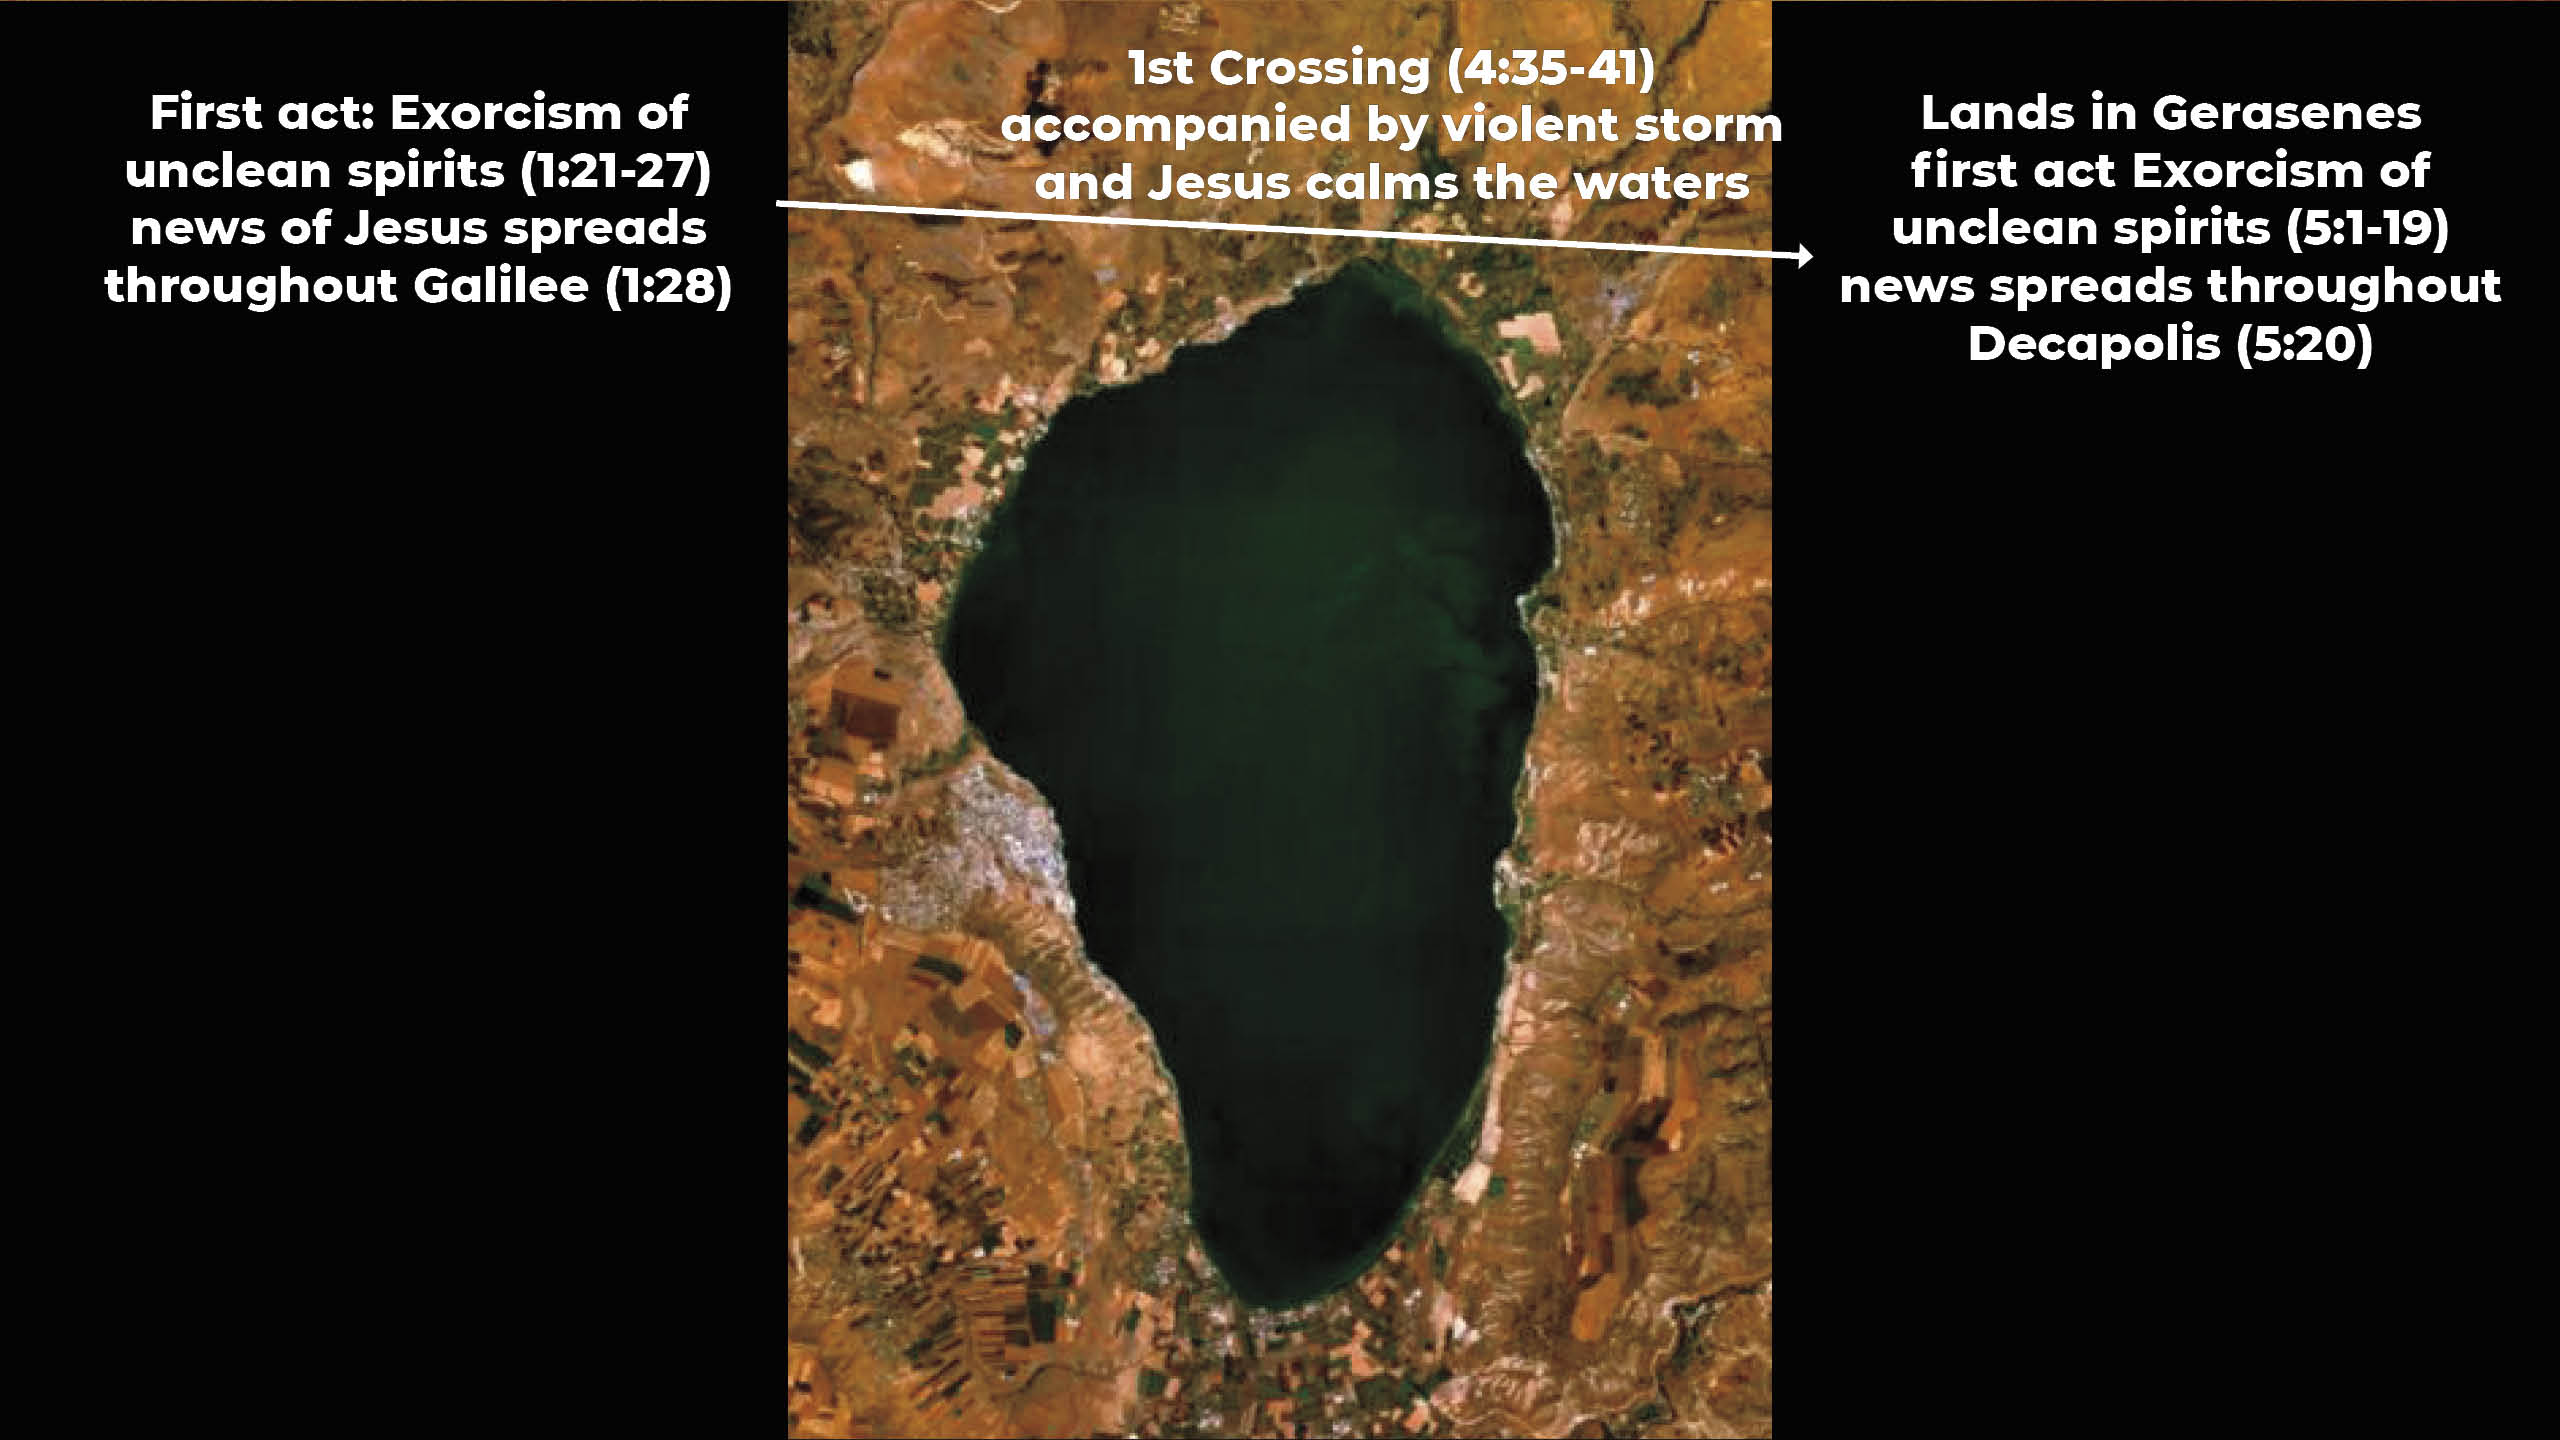 First act: Exorcism of
unclean spirits (1:21-27)
news of Jesus spreads
throughout Galilee (1:28)
1st Crossing (4:35-41)
accompanied by violent storm
and Jesus calms the waters
Lands in Gerasenes
first act Exorcism of
unclean spirits (5:1-19)
news spreads throughout
Decapolis (5:20)